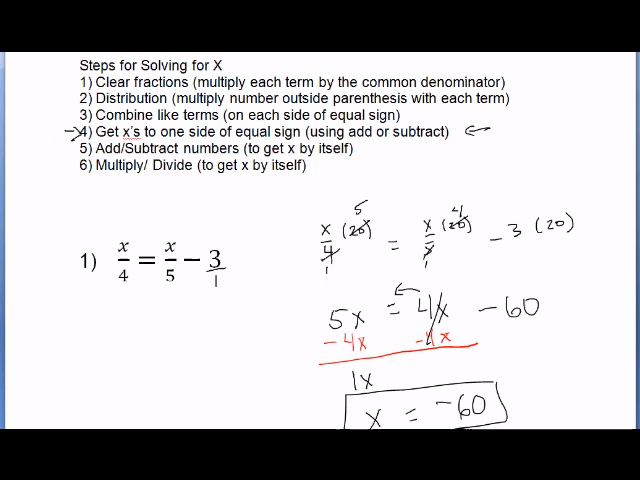 Steps for Solving for X
1) Clear fractions (multiply each term by the common denominator)
2) Distribution (multiply number outside parenthesis with each term)
3) Combine like terms (on each side of equal sign)
→ 4) Get x's to one side of equal sign (using add or subtract) ←
5) Add/Subtract numbers (to get x by itself)
6) Multiply/ Divide (to get x by itself)
1) x/4 = x/5 − 3/1
5 4
x/4 (20) = x/5 (20) − 3 (20)
1 1
5x = 4x − 60
− 4x −4x
1x
x = −60